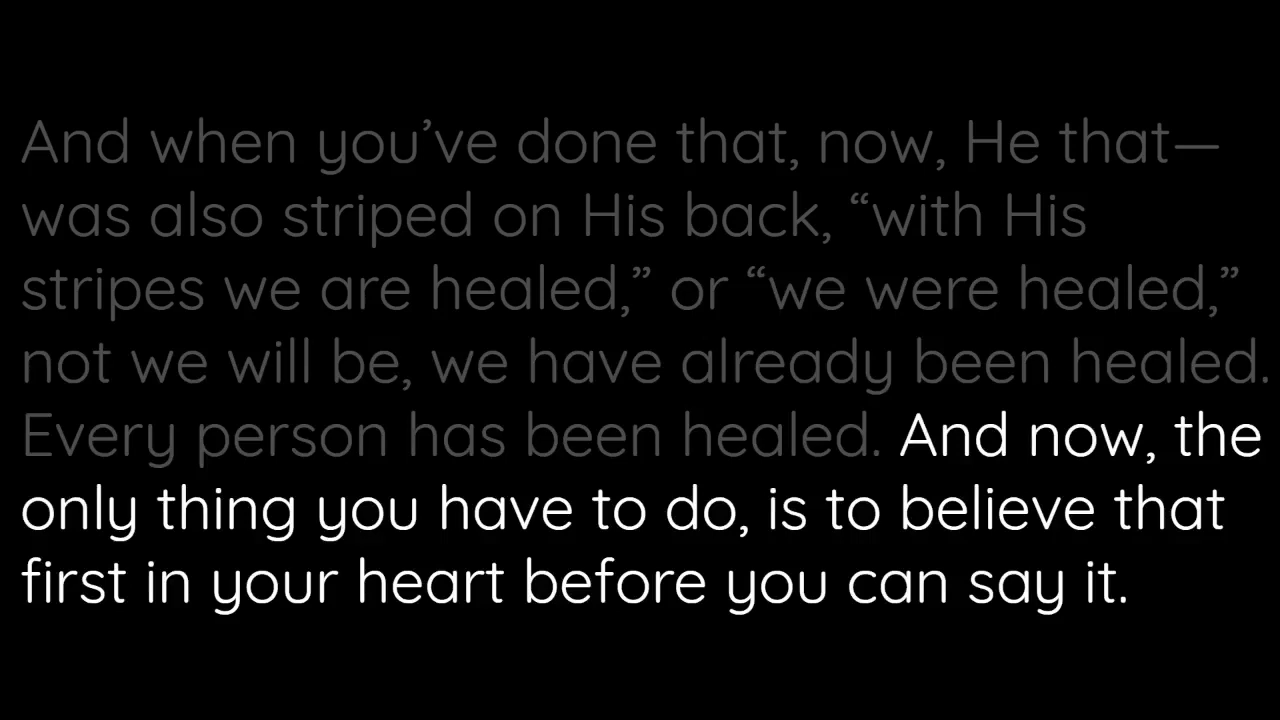 And when you’ve done that, now, He that—
was also striped on His back, “with His
stripes we are healed,” or “we were healed,”
not we will be, we have already been healed.
Every person has been healed. And now, the
only thing you have to do, is to believe that
first in your heart before you can say it.